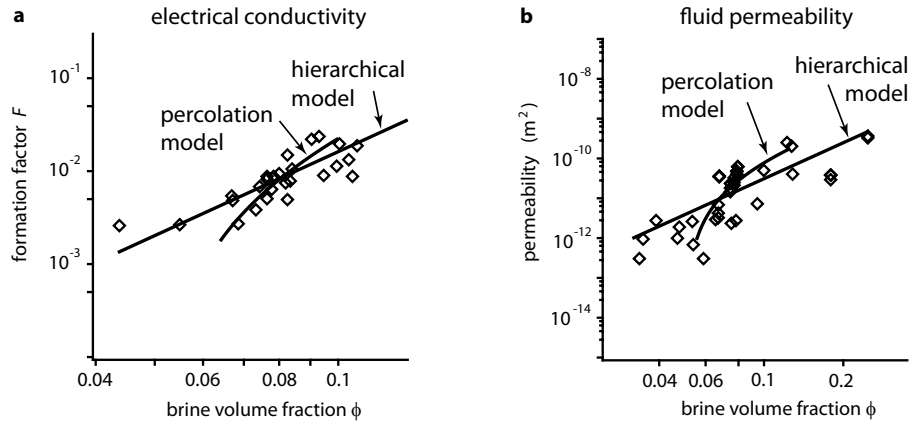 a electrical conductivity
formation factor F
10⁻¹
10⁻²
10⁻³
percolation
model
hierarchical
model
0.04 0.06 0.08 0.1
brine volume fraction ϕ
b fluid permeability
permeability (m²)
10⁻⁸
10⁻¹⁰
10⁻¹²
10⁻¹⁴
percolation
model
hierarchical
model
0.04 0.06 0.1 0.2
brine volume fraction ϕ